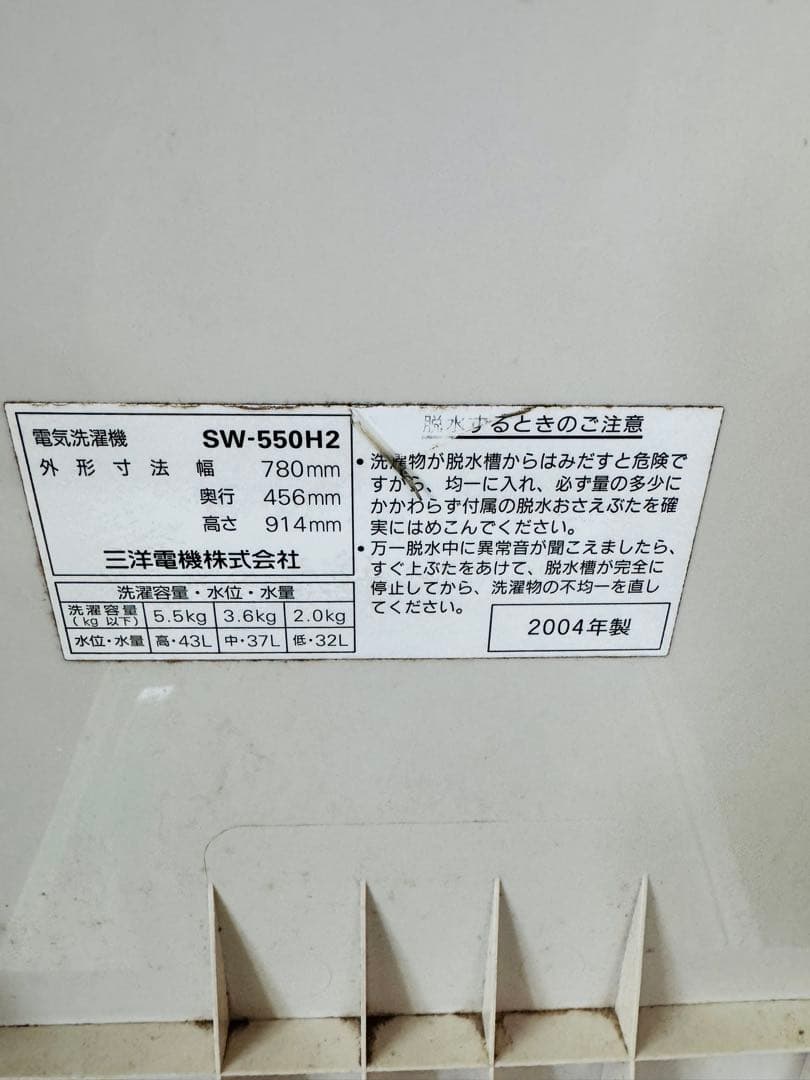 電気洗濯機 SW-550H2
外形寸法 幅 780mm
奥行 456mm
高さ 914mm
三洋電機株式会社
洗濯容量・水位・水量
洗濯容量(kg 以下) 5.5kg 3.6kg 2.0kg
水位・水量 高・43L 中・37L 低・32L
脱水するときのご注意
•洗濯物が脱水槽からはみだすと危険で
すから、均一に入れ、必ず量の多少に
かかわらず付属の脱水おさえぶたを確
実にはめこんでください。
•万一脱水中に異常音が聞こえましたら、
すぐ上ぶたをあけて、脱水槽が完全に
停止してから、洗濯物の不均一を直し
てください。
2004年製